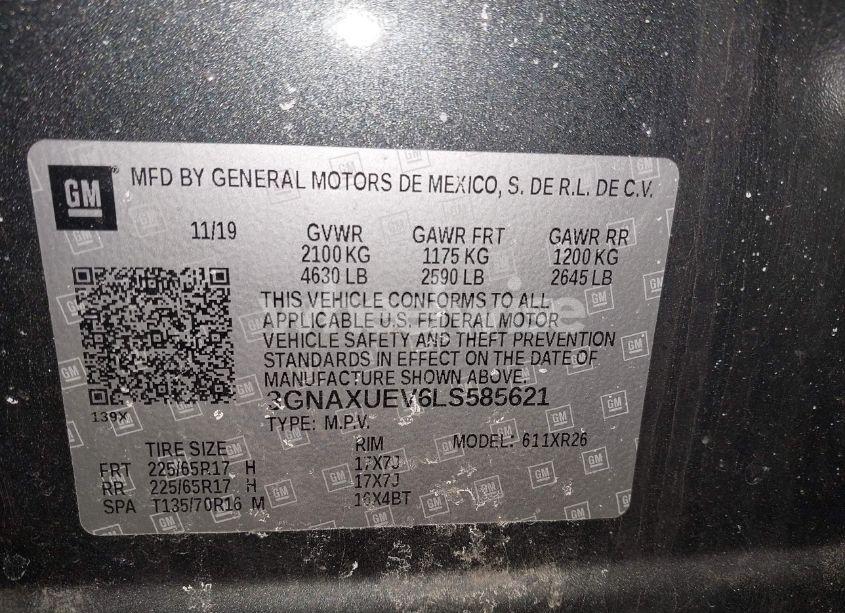 GM MFD BY GENERAL MOTORS DE MEXICO, S. DE R.L. DE C.V.
11/19 GVWR GAWR FRT GAWR RR
2100 KG 1175 KG 1200 KG
4630 LB 2590 LB 2645 LB
THIS VEHICLE CONFORMS TO ALL
APPLICABLE U.S. FEDERAL MOTOR
VEHICLE SAFETY AND THEFT PREVENTION
STANDARDS IN EFFECT ON THE DATE OF
MANUFACTURE SHOWN ABOVE.
3GNAXUEV6LS585621
139X
TYPE: M.P.V.
TIRE SIZE RIM MODEL: 611XR26
FRT 225/65R17 H 17X7J
RR 225/65R17 H 17X7J
SPA T135/70R16 M 16X4BT